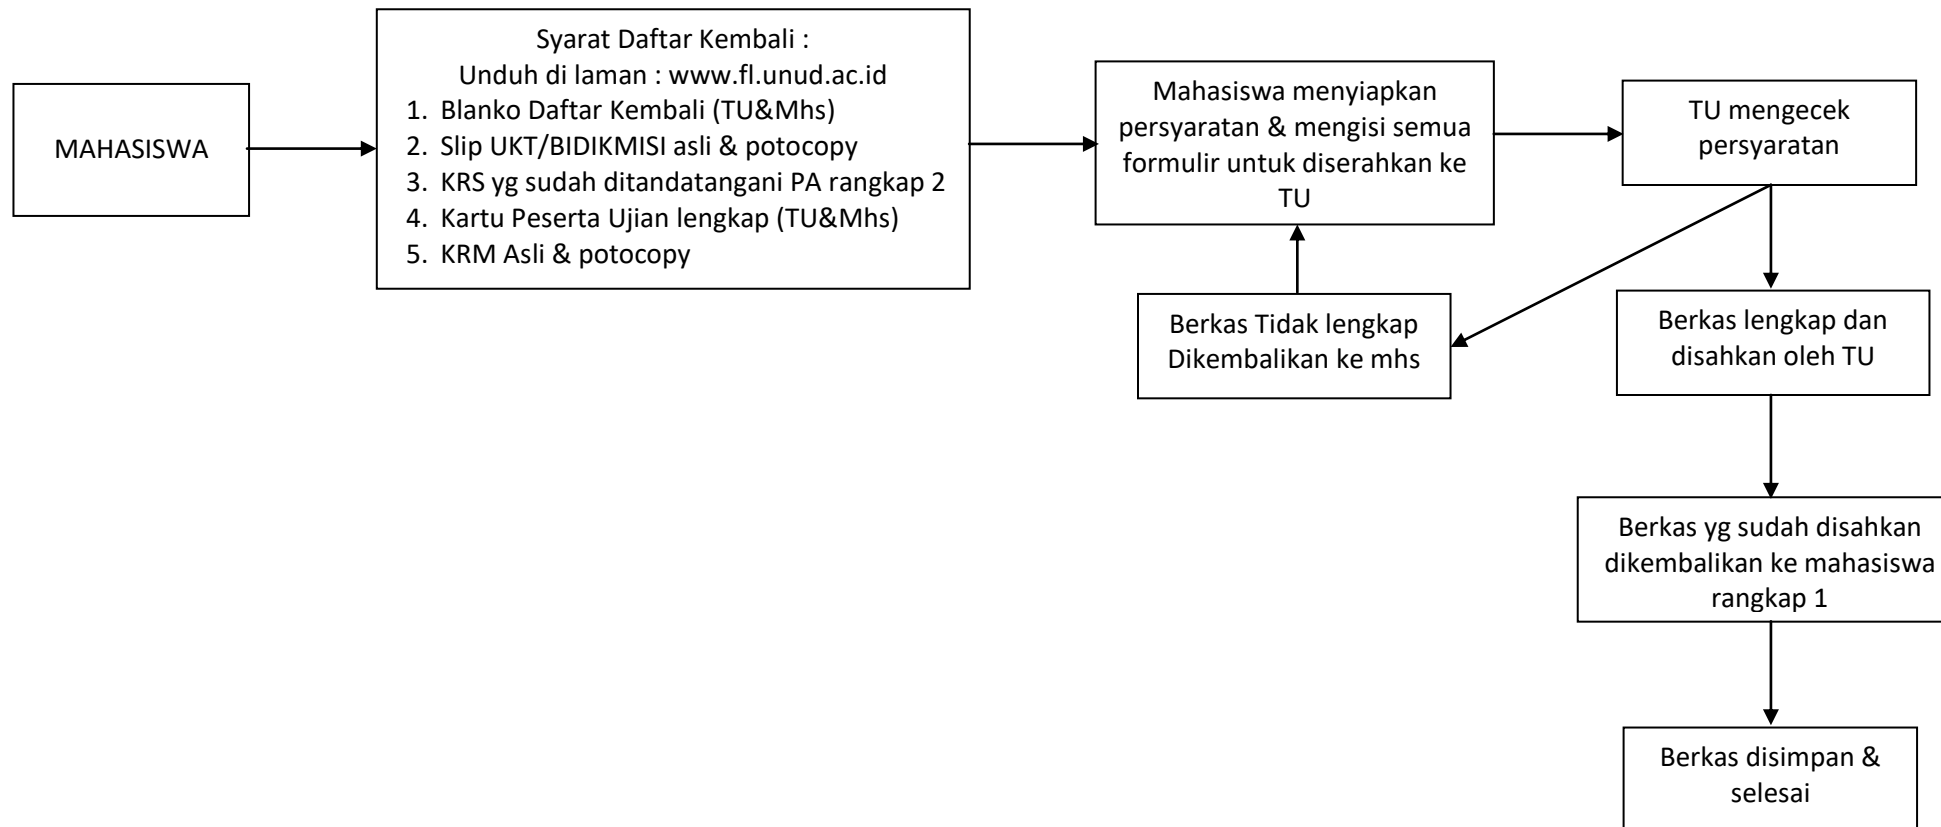 MAHASISWA
Syarat Daftar Kembali :
Unduh di laman : www.fl.unud.ac.id
1. Blanko Daftar Kembali (TU&Mhs)
2. Slip UKT/BIDIKMISI asli & potocopy
3. KRS yg sudah ditandatangani PA rangkap 2
4. Kartu Peserta Ujian lengkap (TU&Mhs)
5. KRM Asli & potocopy
Mahasiswa menyiapkan
persyaratan & mengisi semua
formulir untuk diserahkan ke
TU
TU mengecek
persyaratan
Berkas Tidak lengkap
Dikembalikan ke mhs
Berkas lengkap dan
disahkan oleh TU
Berkas yg sudah disahkan
dikembalikan ke mahasiswa
rangkap 1
Berkas disimpan &
selesai